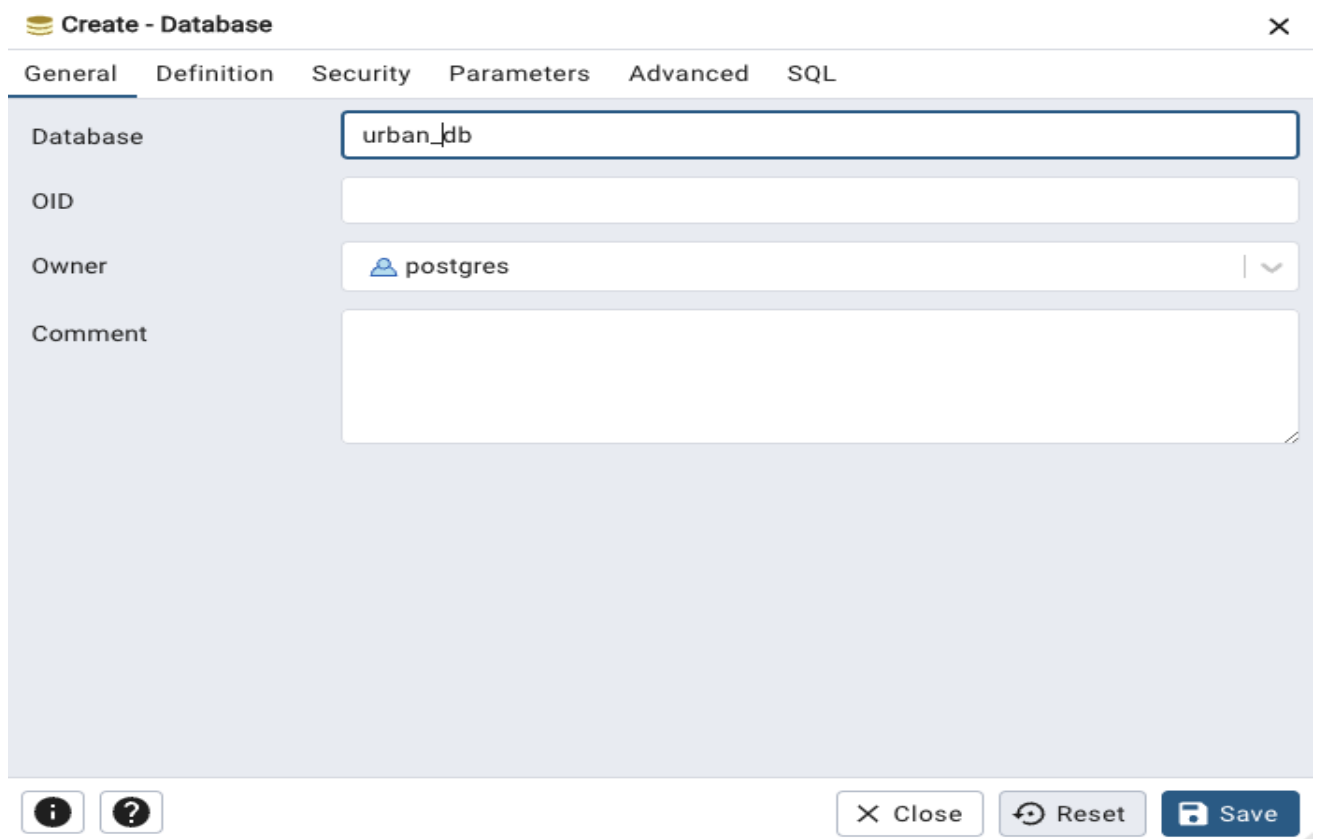 Create - Database
General Definition Security Parameters Advanced SQL
Database urban_db
OID
Owner postgres
Comment
Close Reset Save